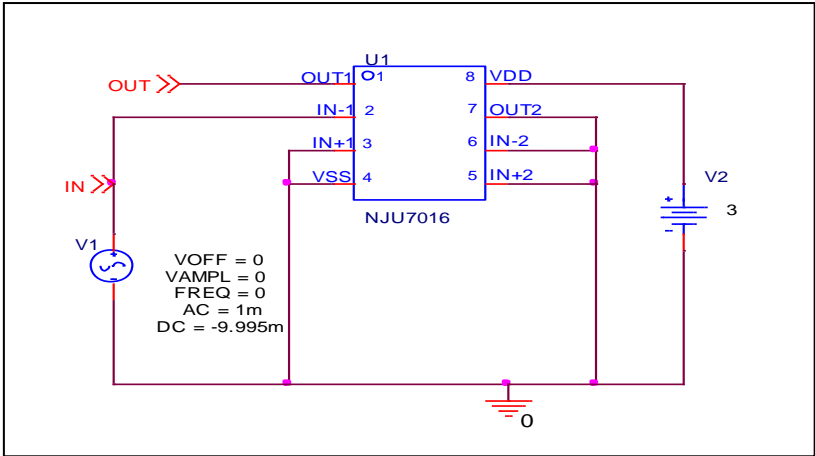 U1
OUT
OUT1
1
8
VDD
IN-1
2
7
OUT2
IN+1
3
6
IN-2
IN
VSS
4
5
IN+2
V2
+
-
3
NJU7016
V1
+
-
VOFF = 0
VAMPL = 0
FREQ = 0
AC = 1m
DC = -9.995m
0